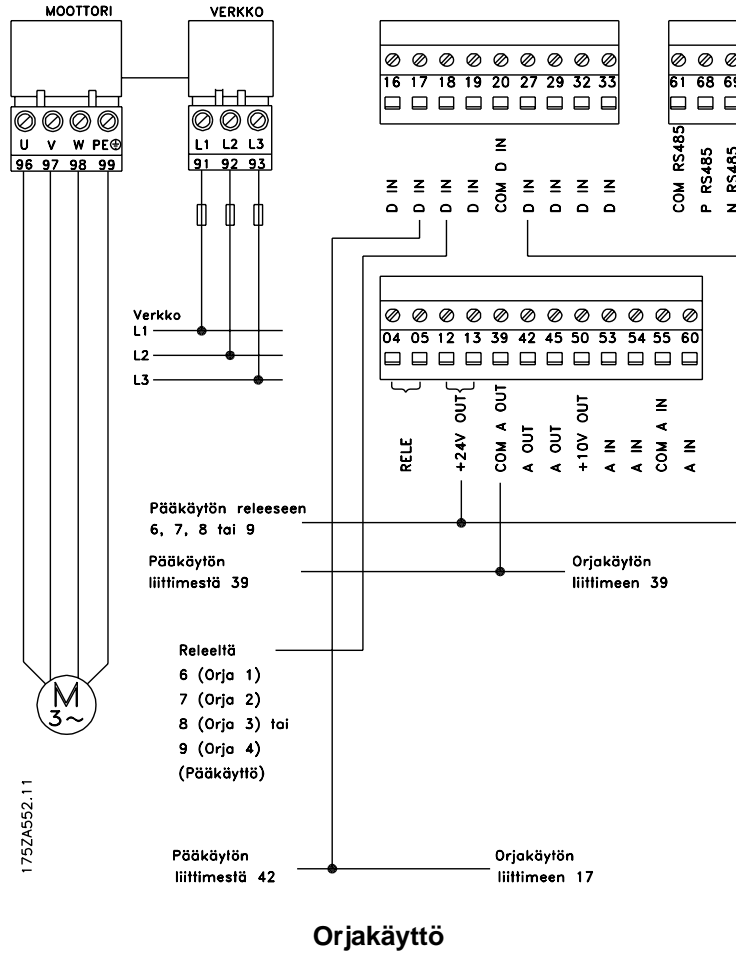 MOOTTORI
VERKKO
U V W PE
96 97 98 99
L1 L2 L3
91 92 93
16 17 18 19 20 27 29 32 33
61 68 69
D IN
D IN
D IN
D IN
COM D IN
D IN
D IN
D IN
D IN
COM RS485
P RS485
N RS485
Verkko
L1
L2
L3
04 05 12 13 39 42 45 50 53 54 55 60
RELE
+24V OUT
COM A OUT
A OUT
A OUT
+10V OUT
A IN
A IN
COM A IN
A IN
Pääkäytön releeseen
6, 7, 8 tai 9
Pääkäytön
liittimestä 39
Orjakäytön
liittimeen 39
Releeltä
6 (Orja 1)
7 (Orja 2)
8 (Orja 3) tai
9 (Orja 4)
(Pääkäyttö)
M
3~
175ZA552.11
Pääkäytön
liittimestä 42
Orjakäytön
liittimeen 17
Orjakäyttö